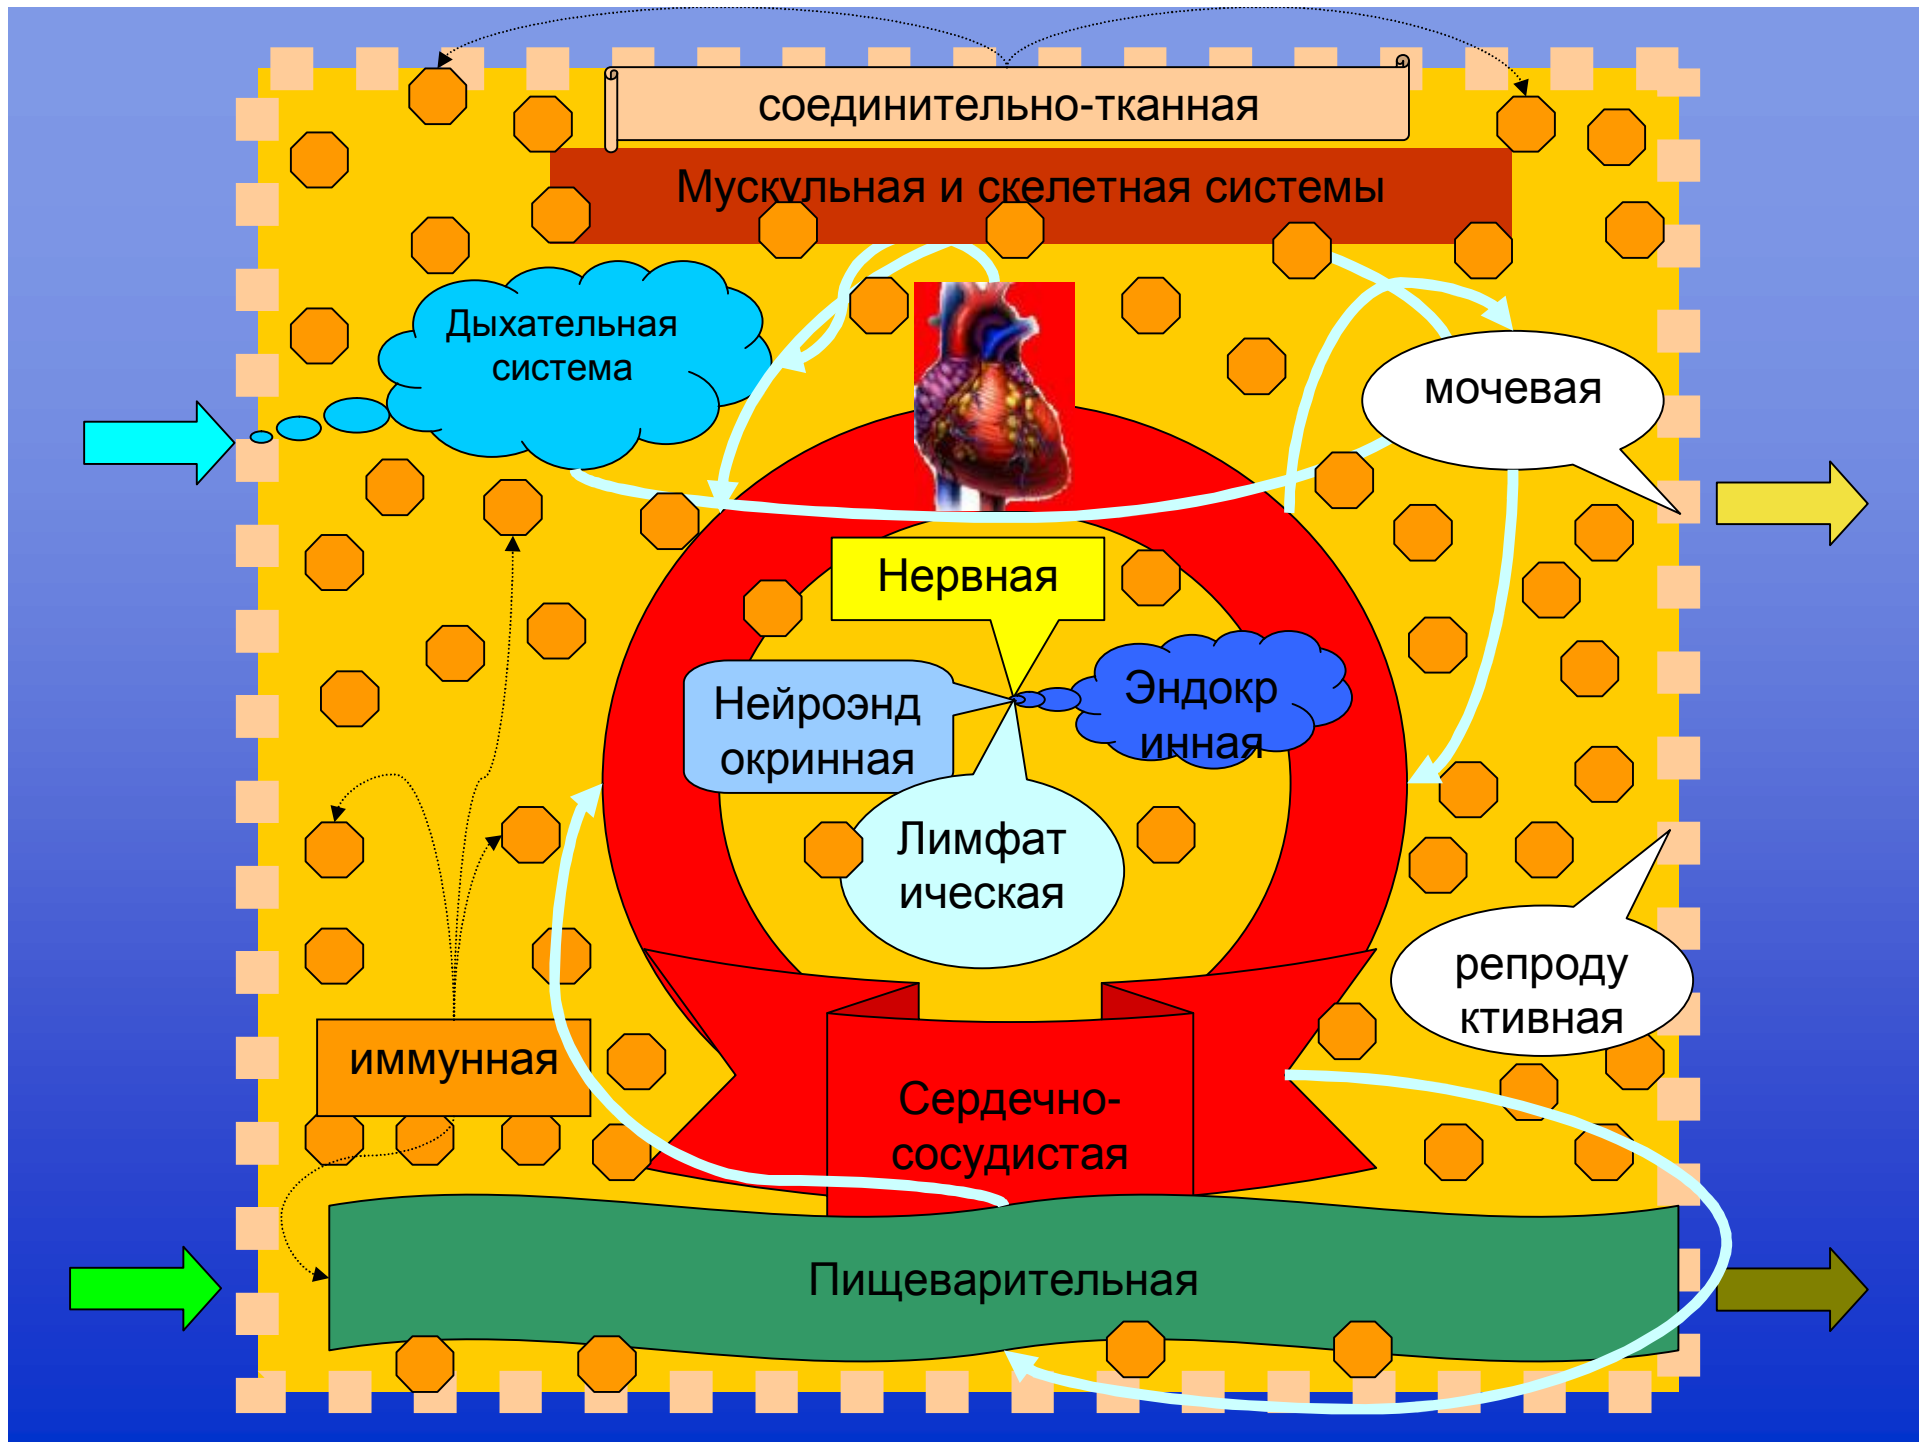 соединительно-тканная
Мускульная и скелетная системы
Дыхательная
система
мочевая
Нервная
Нейроэнд
окринная
Эндокр
инная
Лимфат
ическая
репроду
ктивная
иммунная
Сердечно-
сосудистая
Пищеварительная